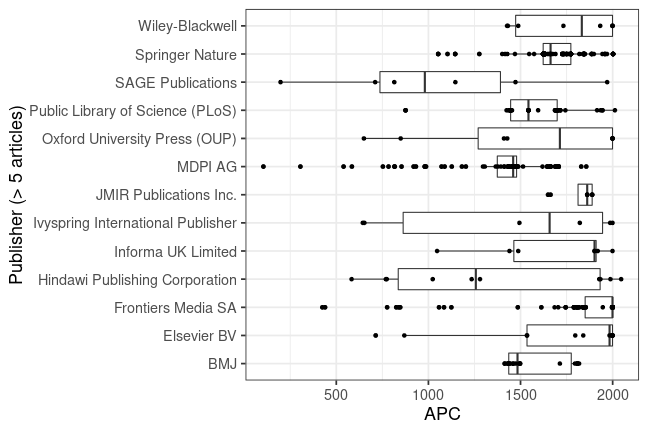 Publisher (> 5 articles)
Wiley-Blackwell
Springer Nature
SAGE Publications
Public Library of Science (PLoS)
Oxford University Press (OUP)
MDPI AG
JMIR Publications Inc.
Ivyspring International Publisher
Informa UK Limited
Hindawi Publishing Corporation
Frontiers Media SA
Elsevier BV
BMJ
500 1000 1500 2000
APC